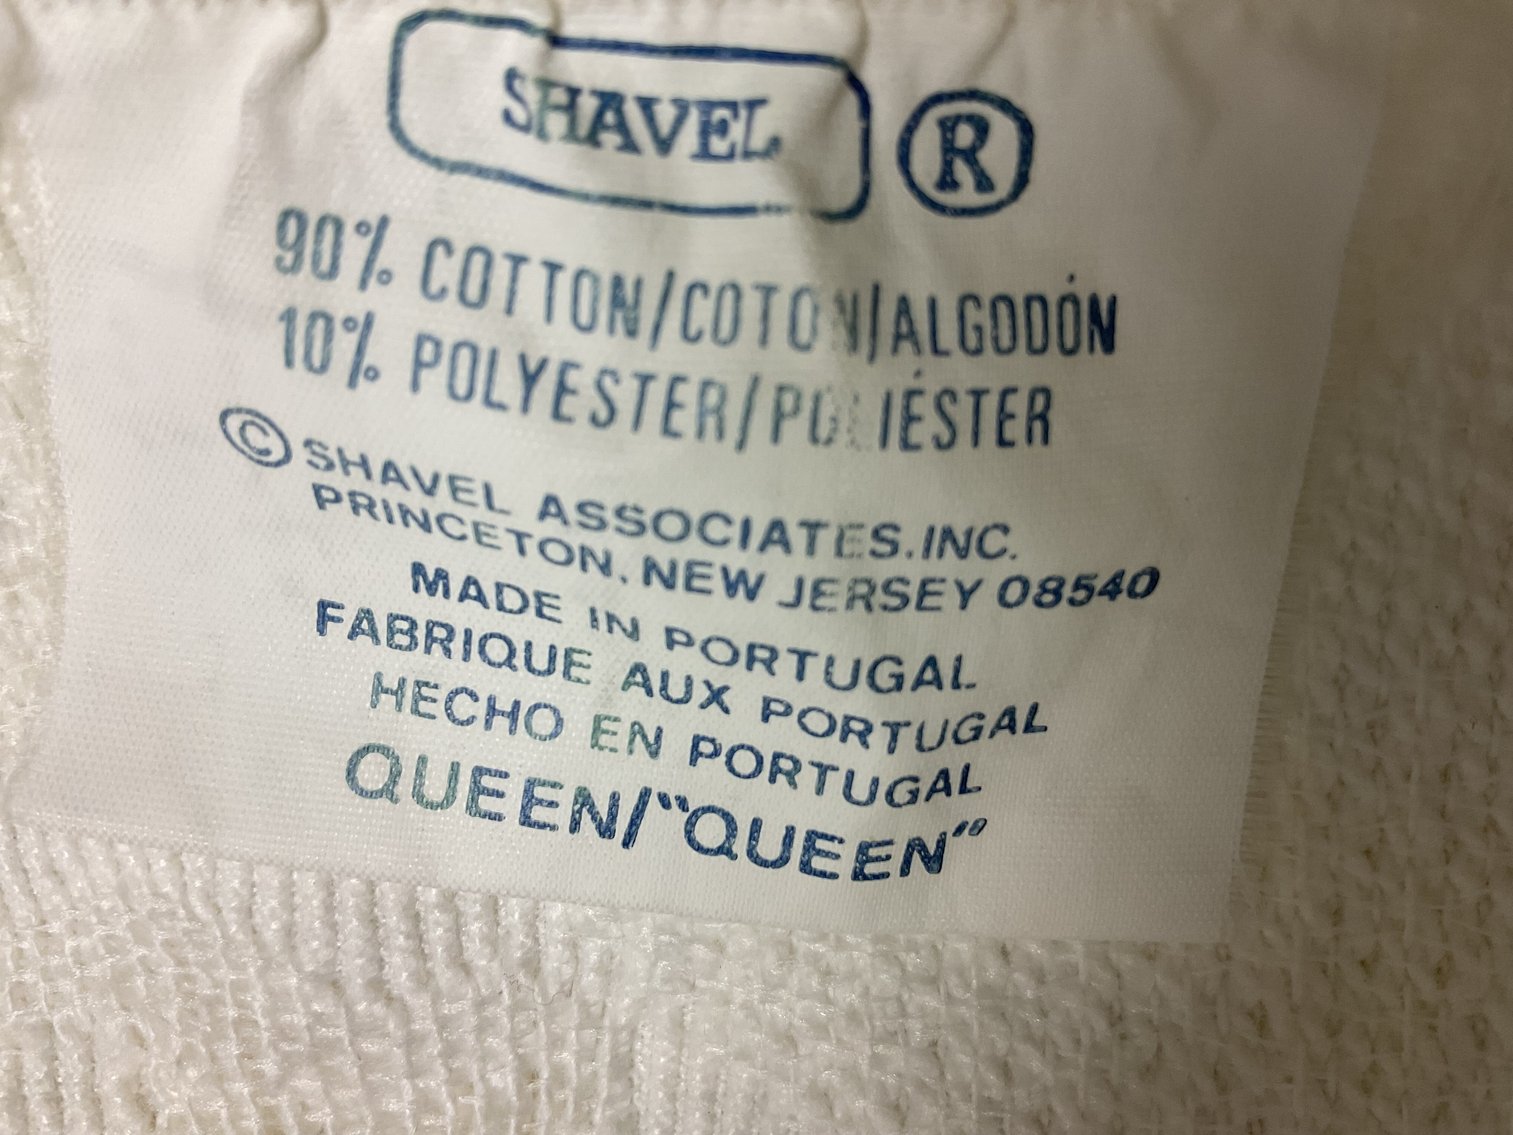 SHAVEL ®
90% COTTON/COTON/ALGODÓN
10% POLYESTER/POLIÉSTER
© SHAVEL ASSOCIATES.INC.
PRINCETON, NEW JERSEY 08540
MADE IN PORTUGAL
FABRIQUE AUX PORTUGAL
HECHO EN PORTUGAL
QUEEN/"QUEEN"